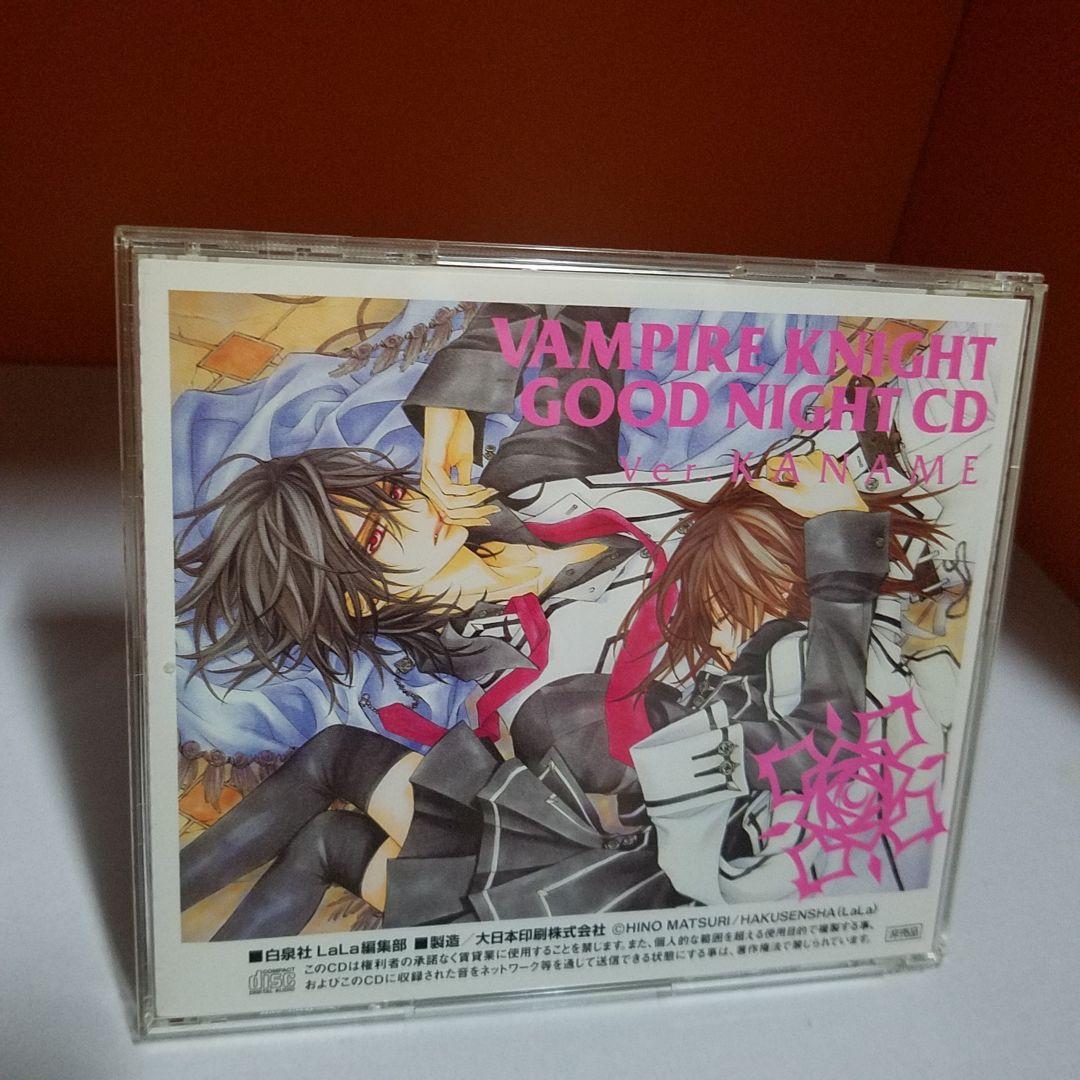 VAMPIRE KNIGHT
GOOD NIGHT CD
Ver. KANAME
■白泉社 LaLa編集部 ■製造/大日本印刷株式会社 ©HINO MATSURI/HAKUSENSHA(LaLa)
COMPACT
disc
DIGITAL AUDIO
このCDは権利者の承諾なく賃貸業に使用することを禁じます。また、個人的な範囲を超える使用目的で複製する事、
およびこのCDに収録された音をネットワーク等を通じて送信できる状態にする事は、著作権法で禁じられています。
非売品